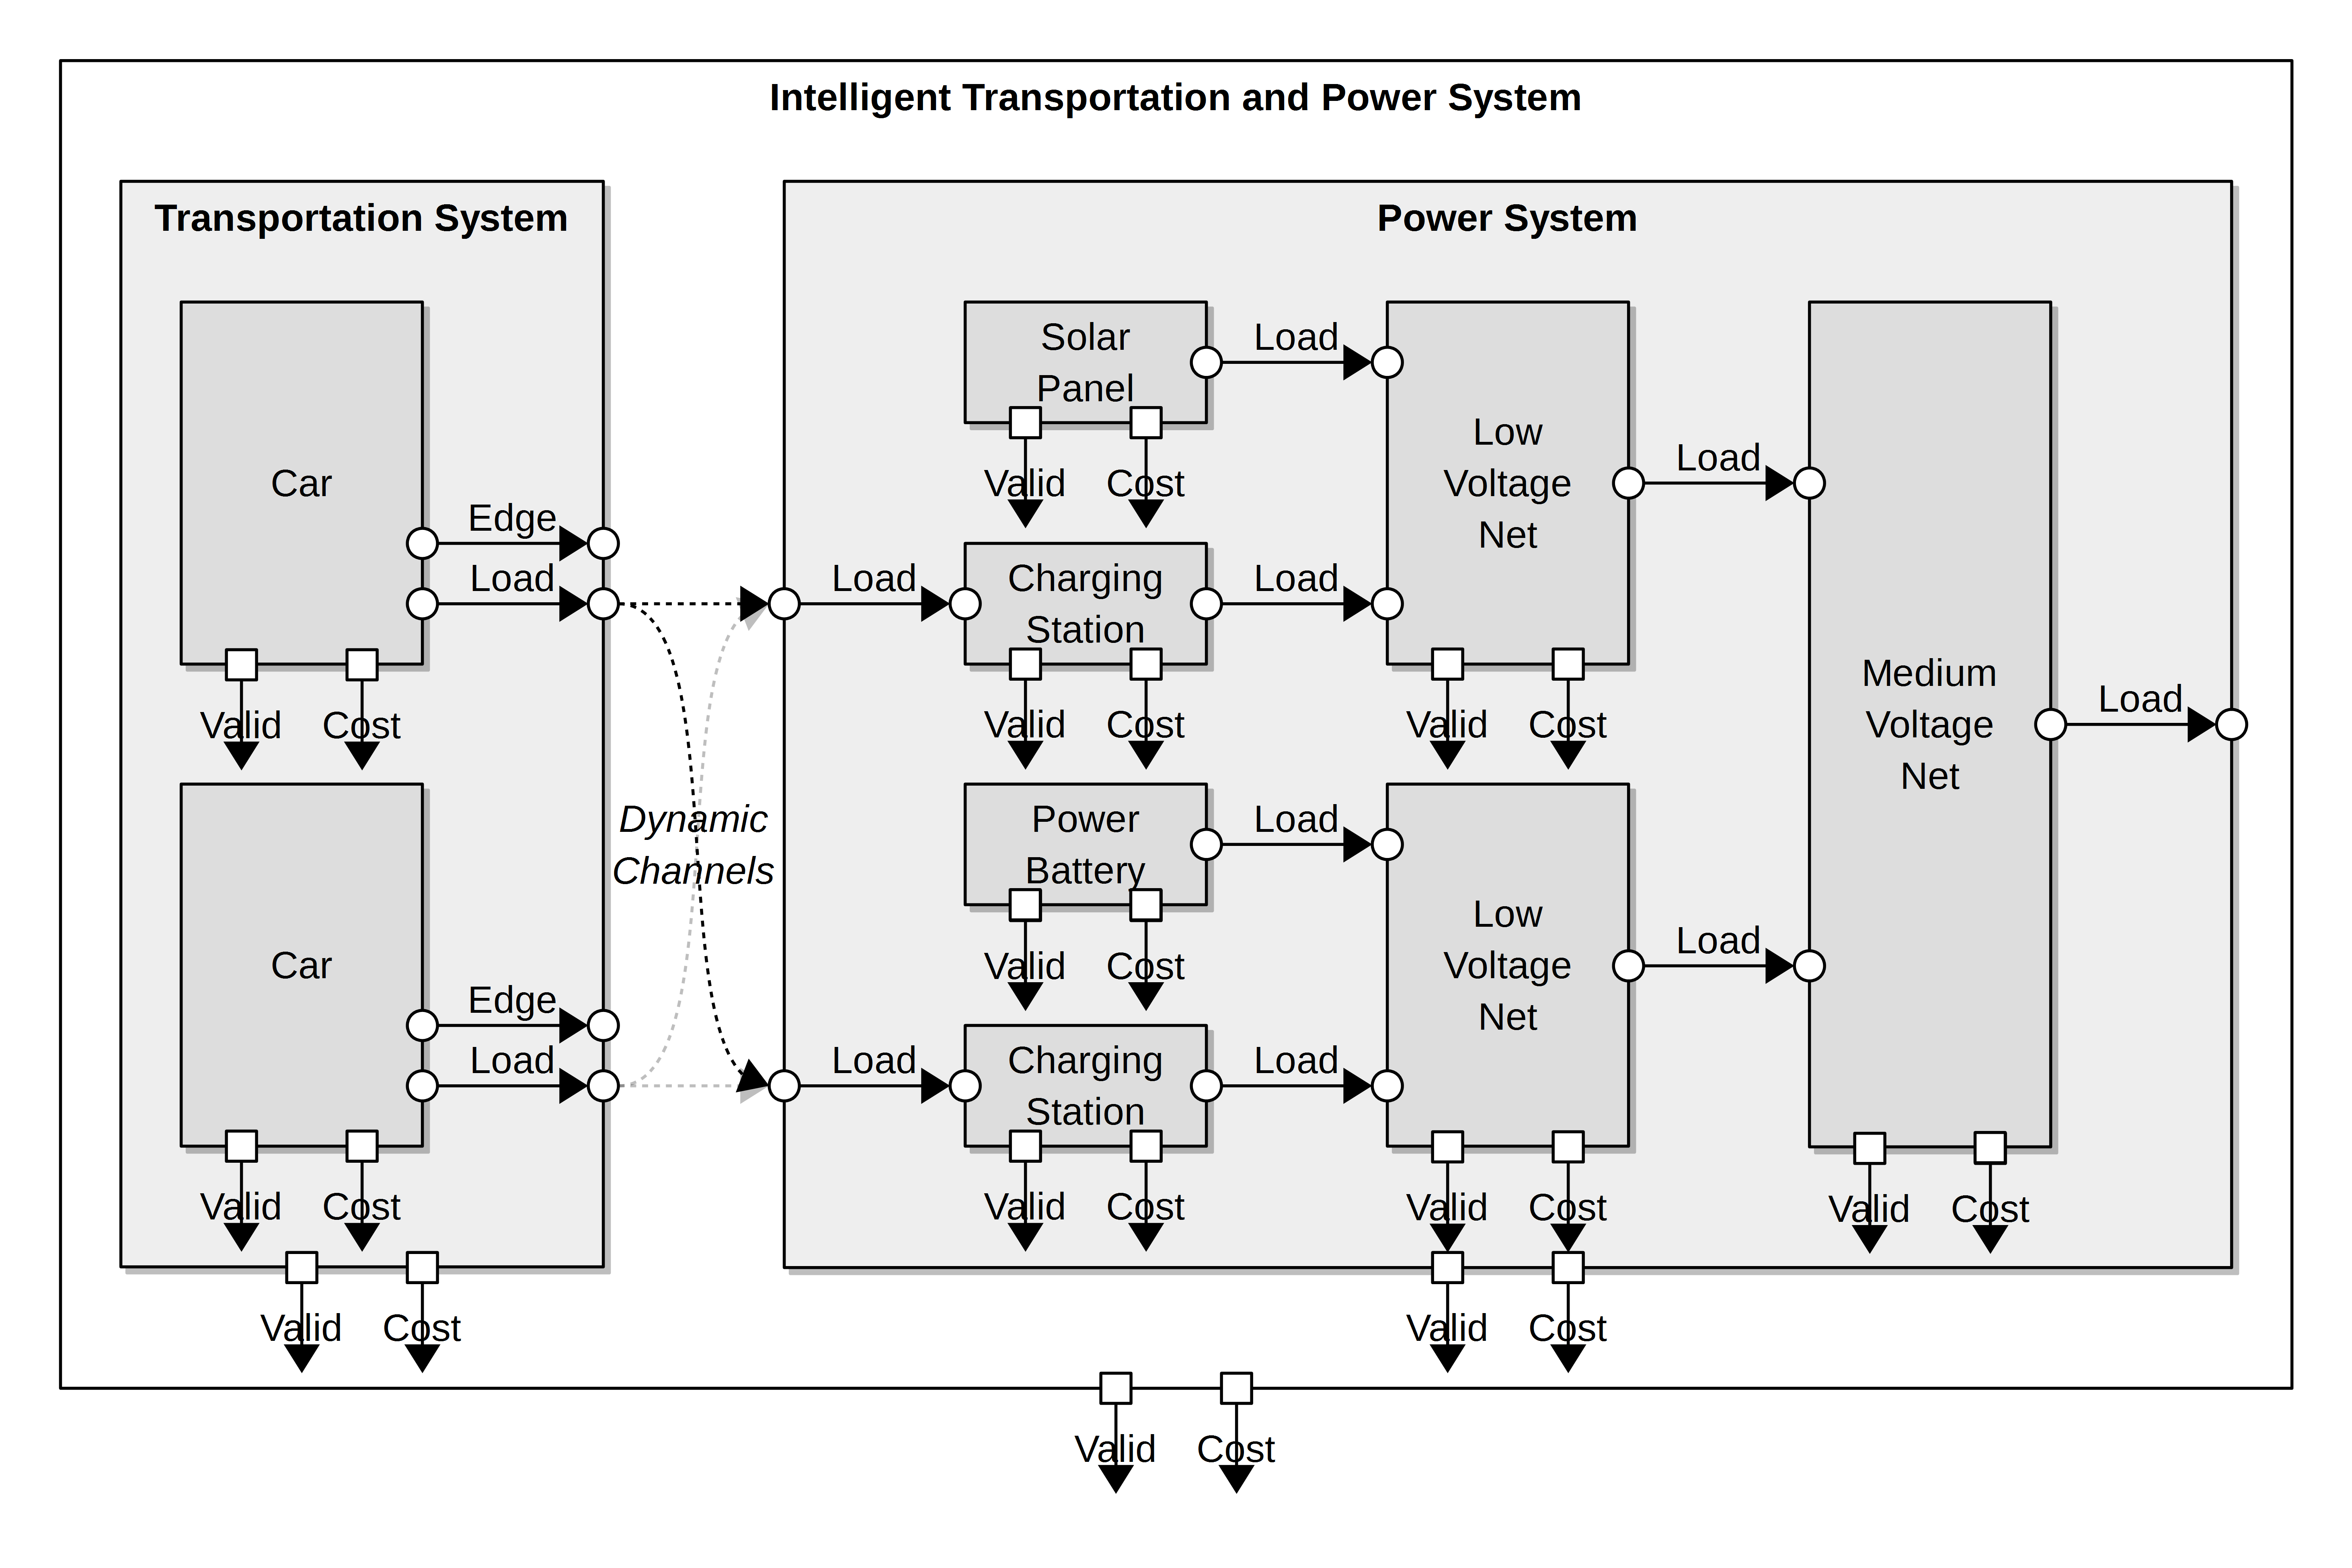 Intelligent Transportation and Power System
Transportation System
Power System
Car
Edge
Load
Valid
Cost
Car
Edge
Load
Valid
Cost
Valid
Cost
Dynamic
Channels
Load
Load
Solar
Panel
Valid
Cost
Load
Charging
Station
Valid
Cost
Load
Power
Battery
Valid
Cost
Load
Charging
Station
Valid
Cost
Load
Low
Voltage
Net
Valid
Cost
Load
Low
Voltage
Net
Valid
Cost
Load
Medium
Voltage
Net
Valid
Cost
Load
Valid
Cost
Valid
Cost